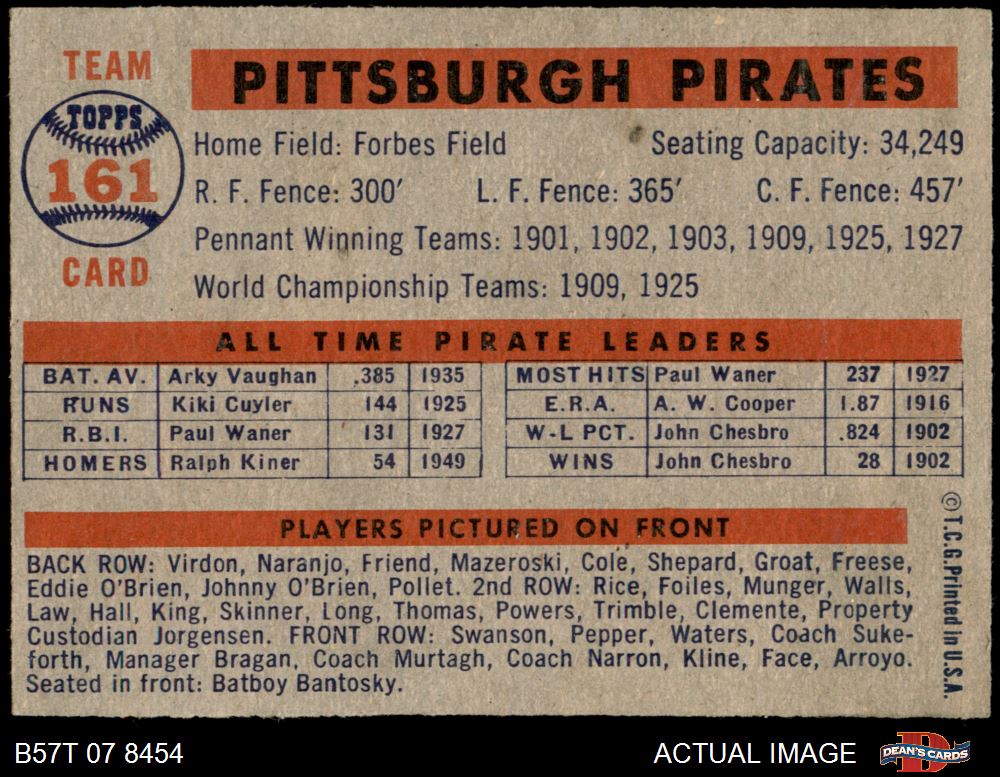 TEAM
TOPPS
161
CARD
PITTSBURGH PIRATES
Home Field: Forbes Field Seating Capacity: 34,249
R. F. Fence: 300′ L. F. Fence: 365′ C. F. Fence: 457′
Pennant Winning Teams: 1901, 1902, 1903, 1909, 1925, 1927
World Championship Teams: 1909, 1925
ALL TIME PIRATE LEADERS
BAT. AV. Arky Vaughan .385 1935
RUNS Kiki Cuyler 144 1925
R.B.I. Paul Waner 131 1927
HOMERS Ralph Kiner 54 1949
MOST HITS Paul Waner 237 1927
E.R.A. A. W. Cooper 1.87 1916
W-L PCT. John Chesbro .824 1902
WINS John Chesbro 28 1902
PLAYERS PICTURED ON FRONT
BACK ROW: Virdon, Naranjo, Friend, Mazeroski, Cole, Shepard, Groat, Freese,
Eddie O'Brien, Johnny O'Brien, Pollet. 2nd ROW: Rice, Foiles, Munger, Walls,
Law, Hall, King, Skinner, Long, Thomas, Powers, Trimble, Clemente, Property
Custodian Jorgensen. FRONT ROW: Swanson, Pepper, Waters, Coach Suke-
forth, Manager Bragan, Coach Murtagh, Coach Narron, Kline, Face, Arroyo.
Seated in front: Batboy Bantosky.
© T.C.G. Printed in U.S.A.
B57T 07 8454 ACTUAL IMAGE DEAN'S CARDS